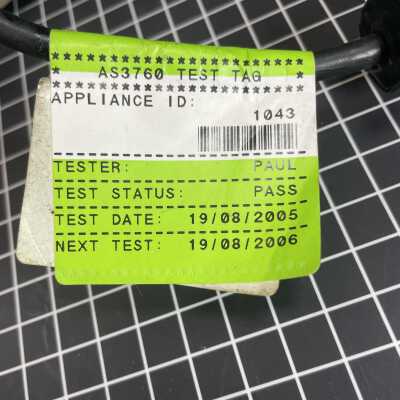 ************************
* AS3760 TEST TAG *
************************
APPLIANCE ID:
1043
TESTER: PAUL
TEST STATUS: PASS
TEST DATE: 19/08/2005
NEXT TEST: 19/08/2006
************************